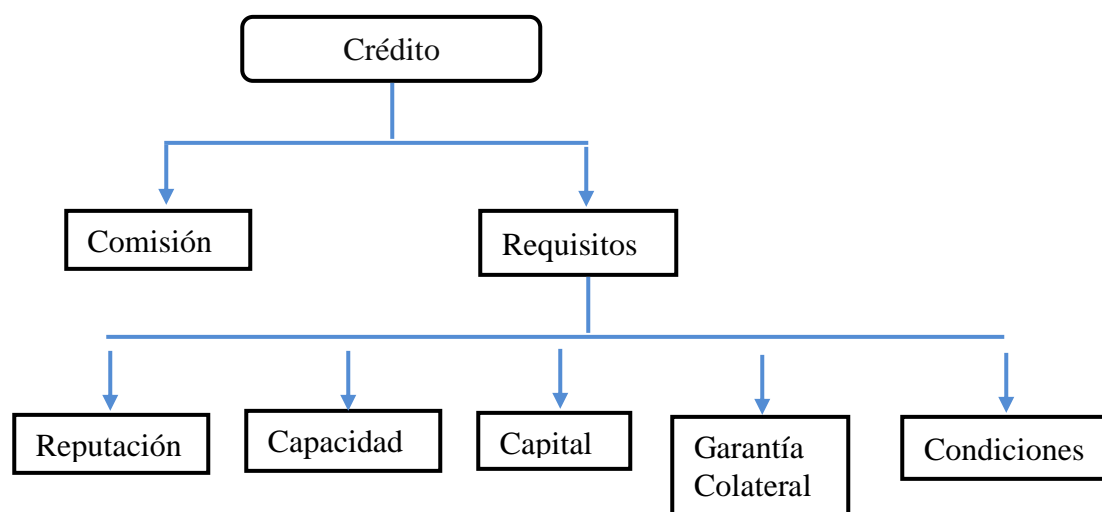 Crédito
Comisión
Requisitos
Reputación
Capacidad
Capital
Garantía
Colateral
Condiciones